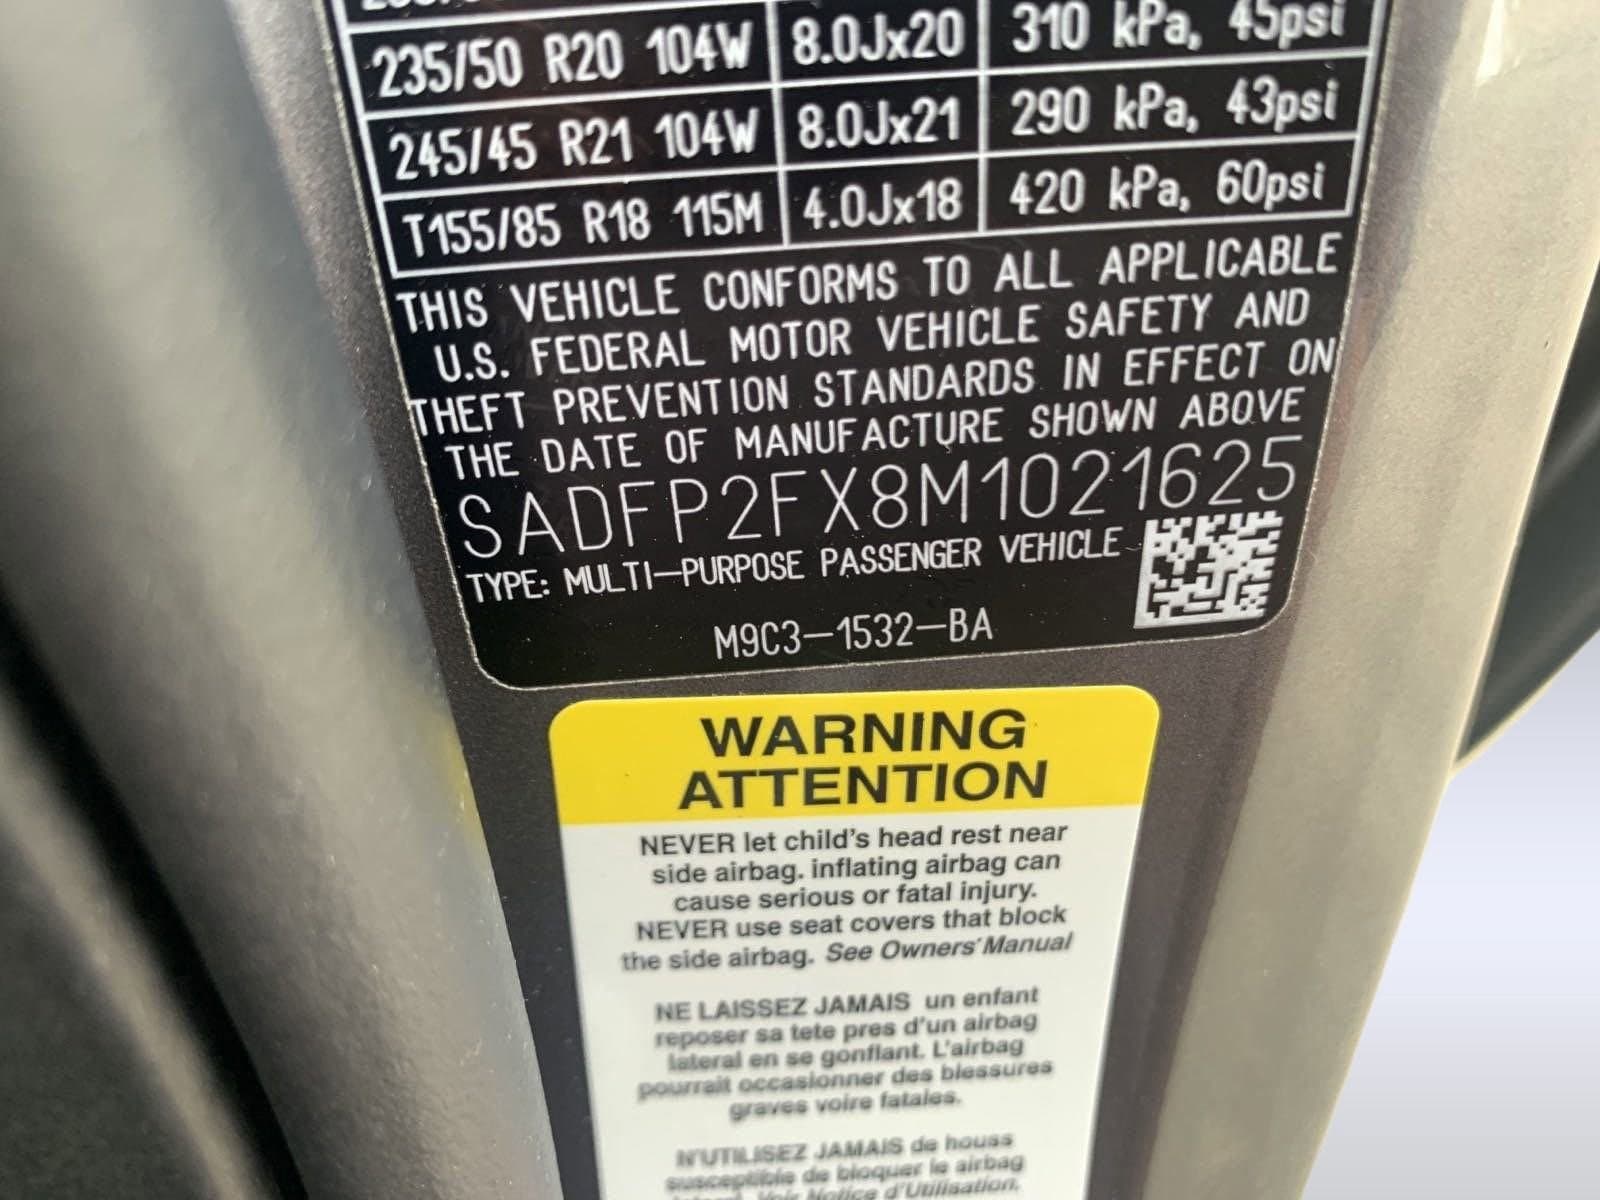 235/50 R20 104W 8.0Jx20 310 kPa, 45psi
245/45 R21 104W 8.0Jx21 290 kPa, 43psi
T155/85 R18 115M 4.0Jx18 420 kPa, 60psi
THIS VEHICLE CONFORMS TO ALL APPLICABLE
U.S. FEDERAL MOTOR VEHICLE SAFETY AND
THEFT PREVENTION STANDARDS IN EFFECT ON
THE DATE OF MANUFACTURE SHOWN ABOVE
SADFP2FX8M1021625
TYPE: MULTI-PURPOSE PASSENGER VEHICLE
M9C3-1532-BA
WARNING
ATTENTION
NEVER let child's head rest near
side airbag. inflating airbag can
cause serious or fatal injury.
NEVER use seat covers that block
the side airbag. See Owners' Manual
NE LAISSEZ JAMAIS un enfant
reposer sa tete pres d'un airbag
lateral en se gonflant. L'airbag
pourrait occasionner des blessures
graves voire fatales.
N'UTILISEZ JAMAIS de houss
susceptible de bloquer le airbag
lateral. Voir Notice d'Utilisation.